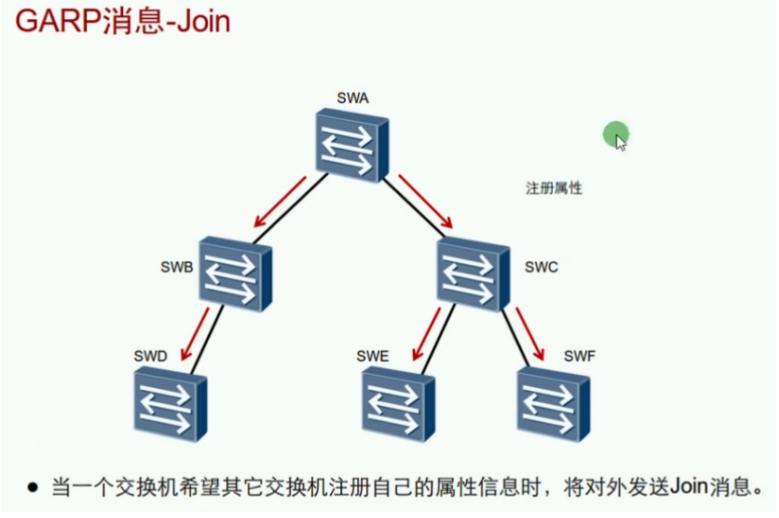 GARP消息-Join
SWA
注册属性
SWB
SWC
SWD
SWE
SWF
● 当一个交换机希望其它交换机注册自己的属性信息时，将对外发送Join消息。